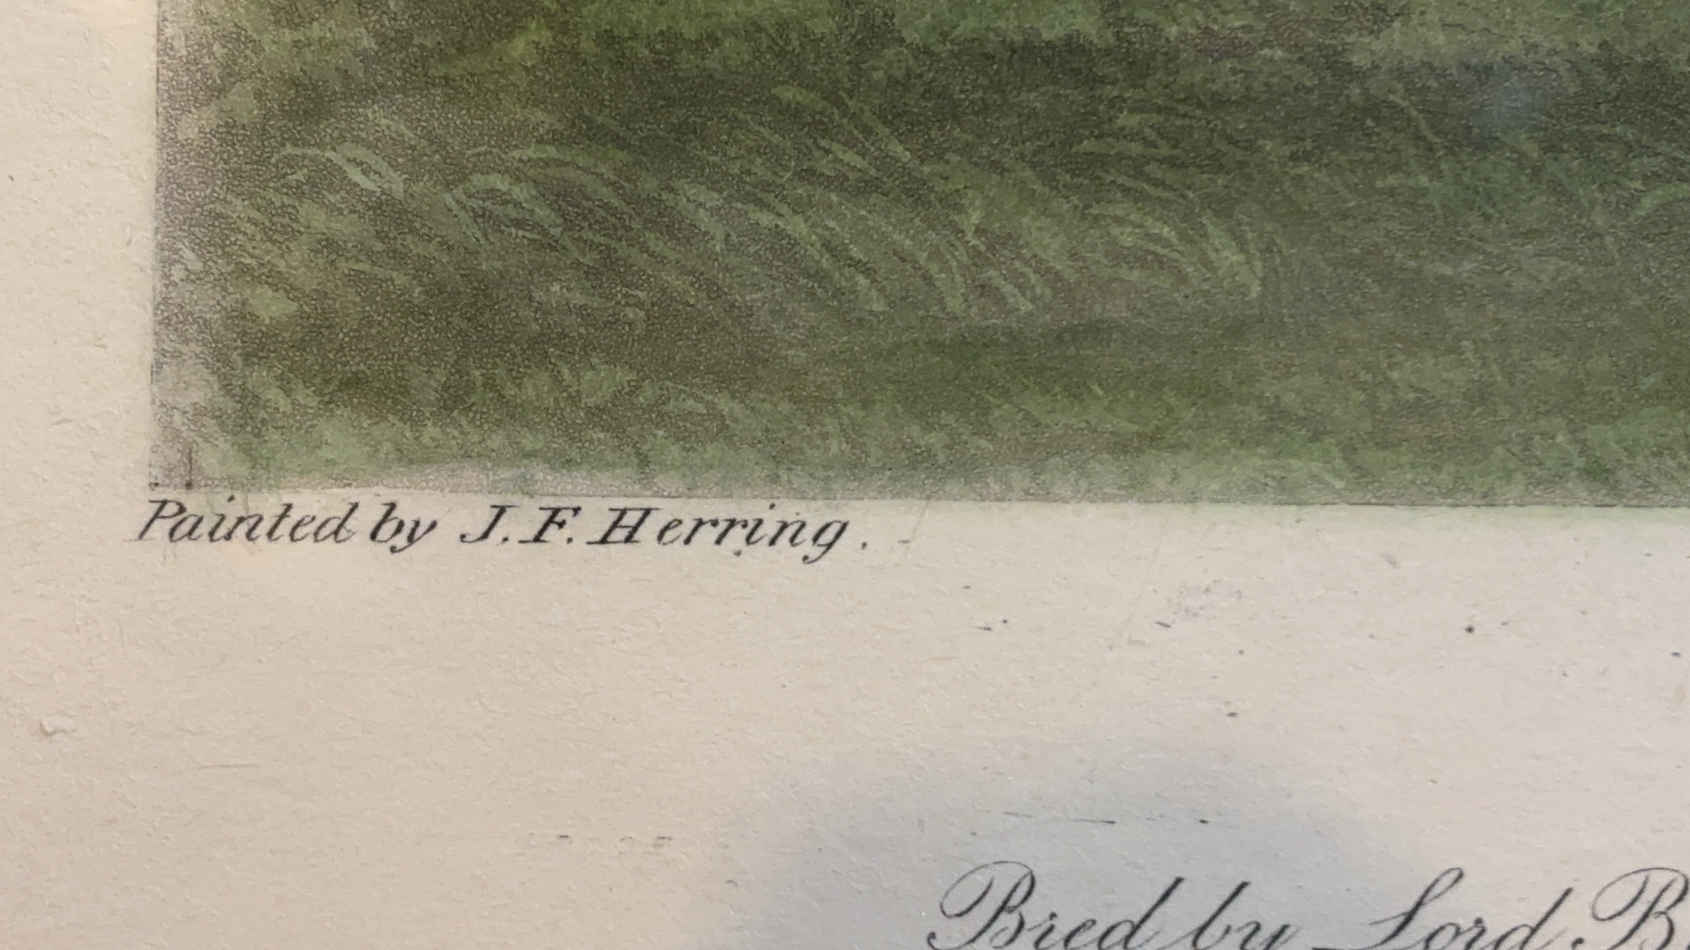 Painted by J. F. Herring.
Bred by Lord B